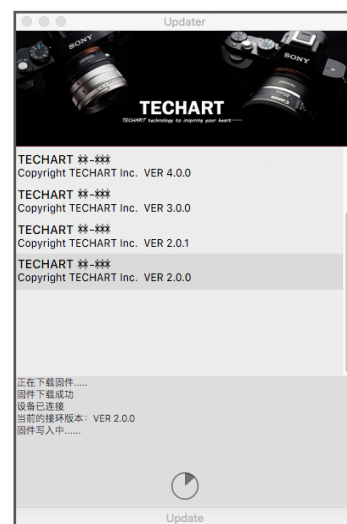 Updater
SONY
SONY
TECHART
TECHART technology to inspiring your heart······
TECHART ※-※※
Copyright TECHART Inc.  VER 4.0.0
TECHART ※-※※
Copyright TECHART Inc.  VER 3.0.0
TECHART ※-※※
Copyright TECHART Inc.  VER 2.0.1
TECHART ※-※※
Copyright TECHART Inc.  VER 2.0.0
正在下载固件.....
固件下载成功
设备已连接
当前的接环版本：VER 2.0.0
固件写入中......
Update